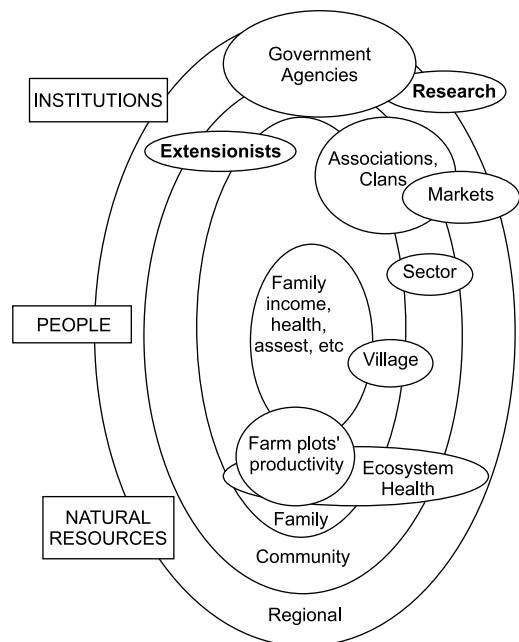 Government
Agencies
INSTITUTIONS
Research
Extensionists
Associations,
Clans
Markets
Sector
Family
income,
health,
assest, etc
PEOPLE
Village
Farm plots'
productivity
Ecosystem
Health
NATURAL
RESOURCES
Family
Community
Regional